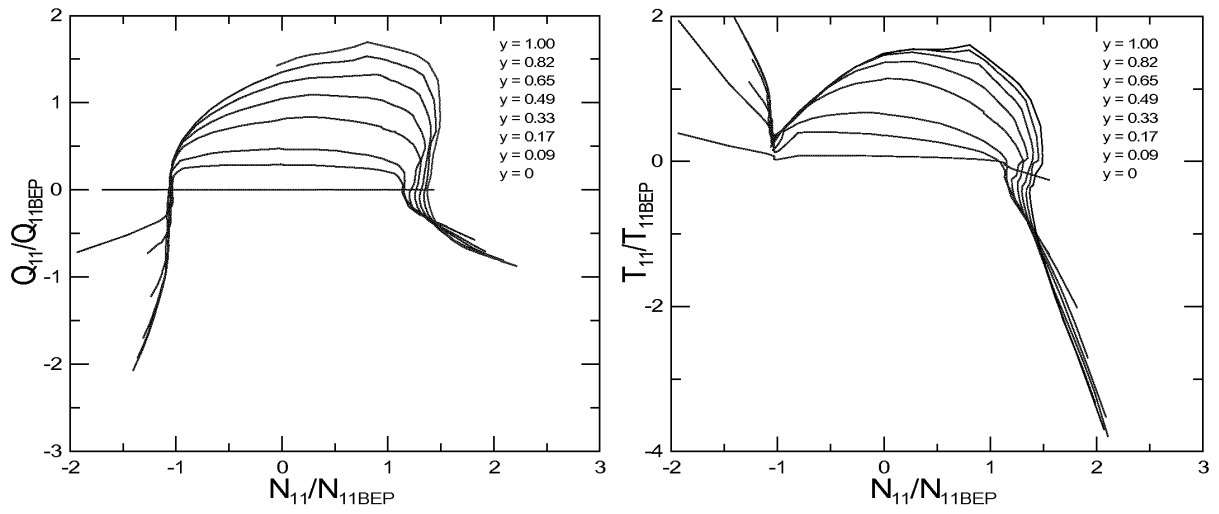 2
1
0
-1
-2
-3
-2
-1
0
1
2
3
Q11/Q11BEP
N11/N11BEP
y = 1.00
y = 0.82
y = 0.65
y = 0.49
y = 0.33
y = 0.17
y = 0.09
y = 0
2
0
-2
-4
-2
-1
0
1
2
3
T11/T11BEP
N11/N11BEP
y = 1.00
y = 0.82
y = 0.65
y = 0.49
y = 0.33
y = 0.17
y = 0.09
y = 0